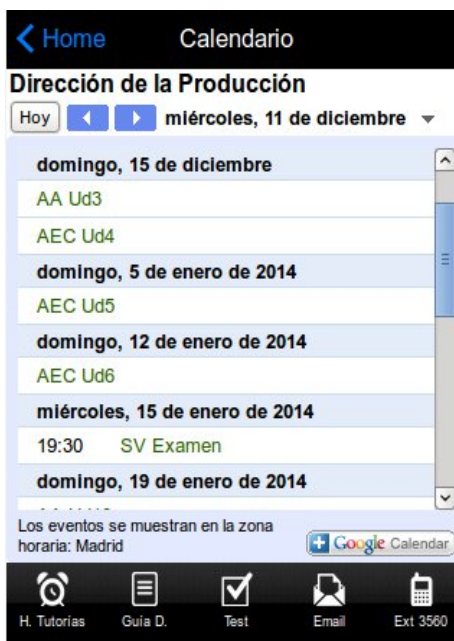 Home Calendario
Dirección de la Producción
Hoy miércoles, 11 de diciembre
domingo, 15 de diciembre
AA Ud3
AEC Ud4
domingo, 5 de enero de 2014
AEC Ud5
domingo, 12 de enero de 2014
AEC Ud6
miércoles, 15 de enero de 2014
19:30 SV Examen
domingo, 19 de enero de 2014
Los eventos se muestran en la zona
horaria: Madrid
Google Calendar
H. Tutorías Guía D. Test Email Ext 3560